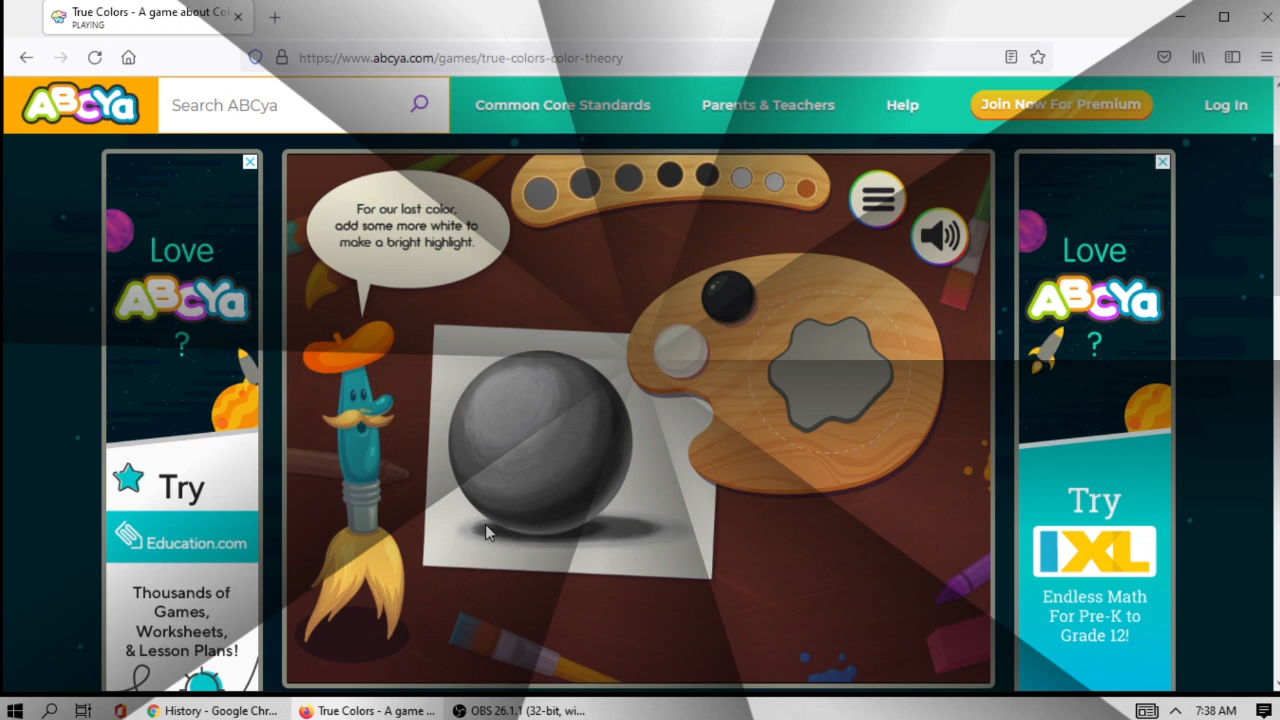 True Colors - A game about Col
PLAYING
https://www.abcya.com/games/true-colors-color-theory
ABCYa
Search ABCya
Common Core Standards
Parents & Teachers
Help
Join Now For Premium
Log In
Love
ABCYa
?
Try
Education.com
Thousands of
Games,
Worksheets,
& Lesson Plans!
For our last color,
add some more white to
make a bright highlight.
Love
ABCYa
?
Try
IXL
Endless Math
For Pre-K to
Grade 12!
History - Google Chr...
True Colors - A game ...
OBS 26.1.1 (32-bit, wi...
7:38 AM